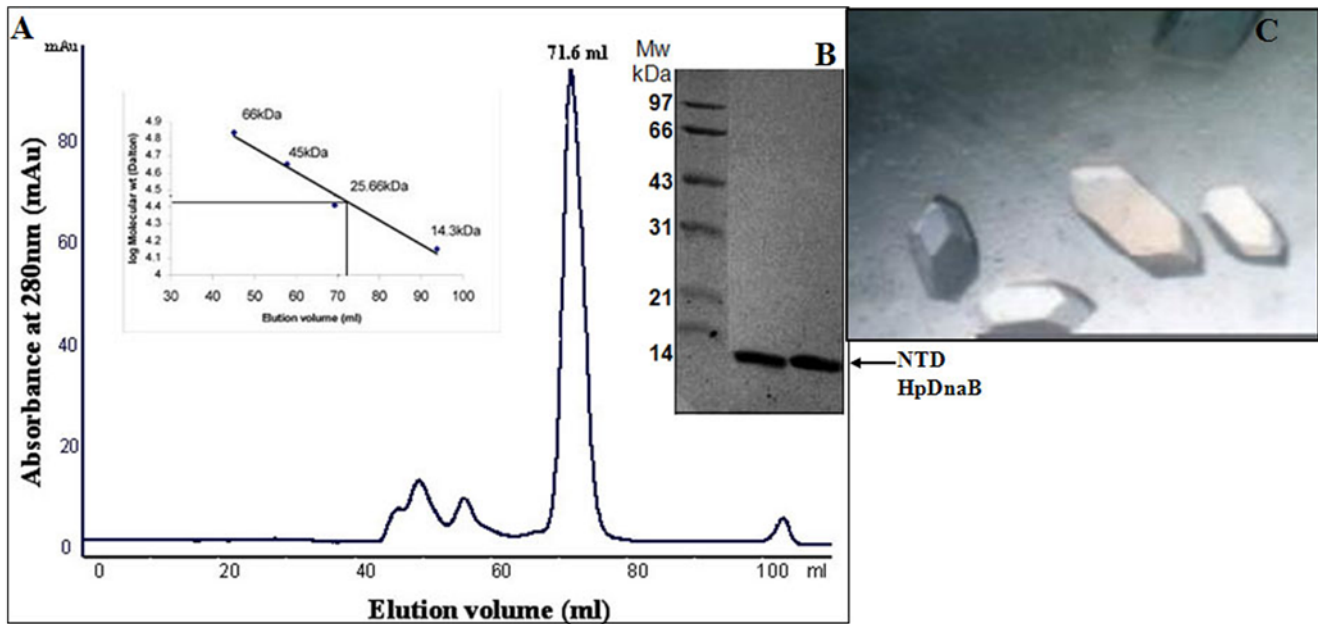 A
mAu
Absorbance at 280nm (mAu)
80
60
40
20
0
0 20 40 60 80 100 ml
Elution volume (ml)
71.6 ml
log Molecular wt (Dalton)
4.9
4.8
4.7
4.6
4.5
4.4
4.3
4.2
4.1
4
66kDa
45kDa
25.66kDa
14.3kDa
30 40 50 60 70 80 90 100
Elution volume (ml)
B
Mw
kDa
97
66
43
31
21
14
NTD
HpDnaB
C